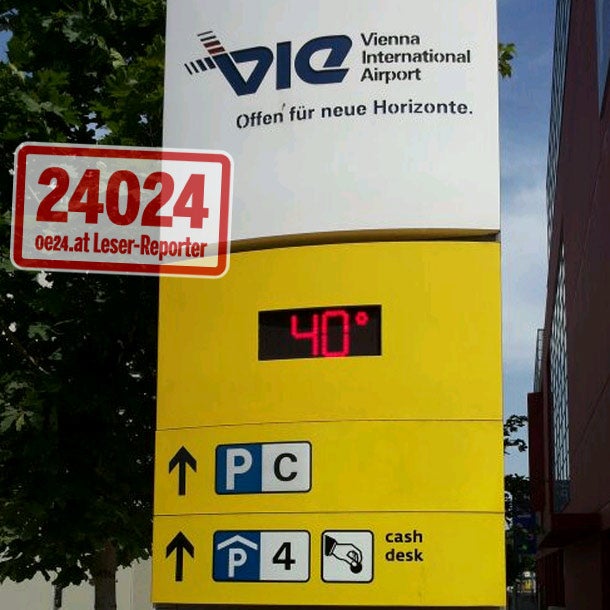 VIE
Vienna
International
Airport
Offen für neue Horizonte.
24024
oe24.at Leser-Reporter
40°
P C
P 4
cash
desk